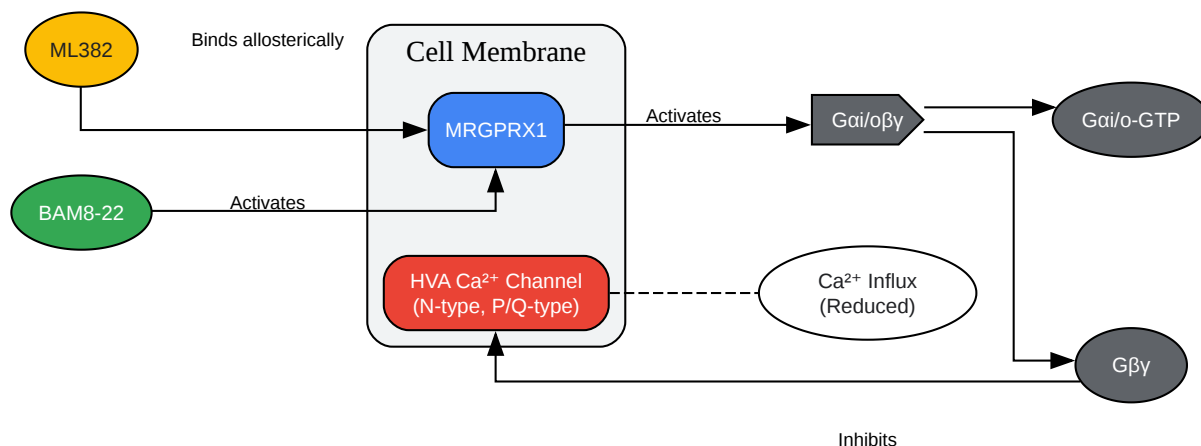 ML382
Binds allosterically
Cell Membrane
MRGPRX1
Activates
Gαi/oβγ
Gαi/o-GTP
BAM8-22
Activates
HVA Ca²⁺ Channel
(N-type, P/Q-type)
Ca²⁺ Influx
(Reduced)
Gβγ
Inhibits